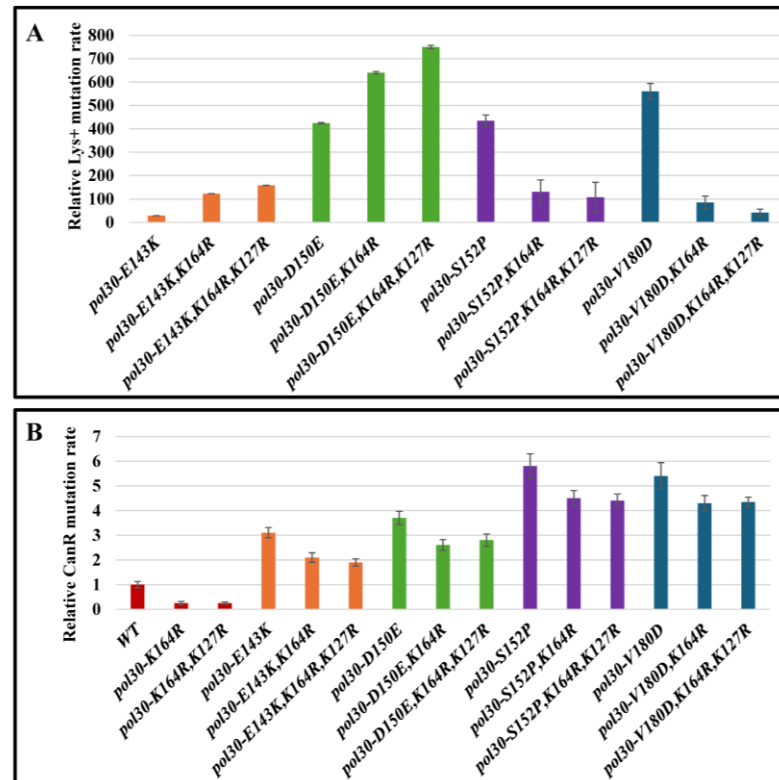 A
Relative Lys+ mutation rate
800
700
600
500
400
300
200
100
0
pol30-E143K
pol30-E143K,K164R
pol30-E143K,K164R,K127R
pol30-D150E
pol30-D150E,K164R
pol30-D150E,K164R,K127R
pol30-S152P
pol30-S152P,K164R
pol30-S152P,K164R,K127R
pol30-V180D
pol30-V180D,K164R
pol30-V180D,K164R,K127R
B
Relative CanR mutation rate
7
6
5
4
3
2
1
0
WT
pol30-K164R
pol30-K164R,K127R
pol30-E143K
pol30-E143K,K164R
pol30-E143K,K164R,K127R
pol30-D150E
pol30-D150E,K164R
pol30-D150E,K164R,K127R
pol30-S152P
pol30-S152P,K164R
pol30-S152P,K164R,K127R
pol30-V180D
pol30-V180D,K164R
pol30-V180D,K164R,K127R